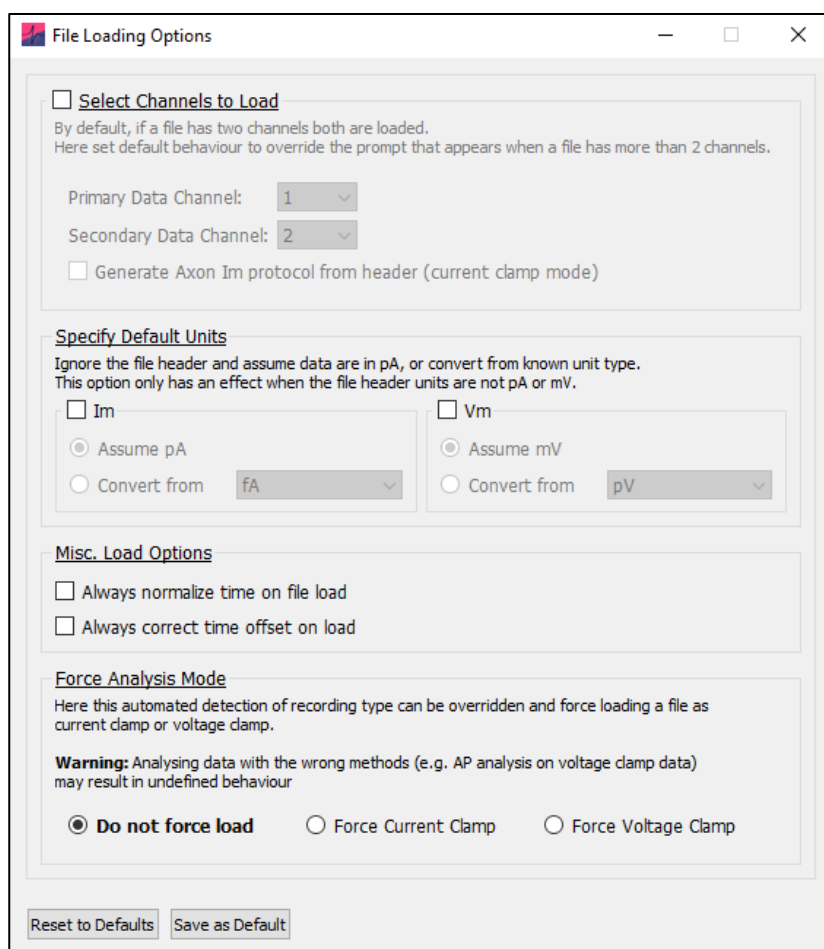 File Loading Options
Select Channels to Load
By default, if a file has two channels both are loaded.
Here set default behaviour to override the prompt that appears when a file has more than 2 channels.
Primary Data Channel: 1
Secondary Data Channel: 2
Generate Axon Im protocol from header (current clamp mode)
Specify Default Units
Ignore the file header and assume data are in pA, or convert from known unit type.
This option only has an effect when the file header units are not pA or mV.
Im Vm
Assume pA Assume mV
Convert from fA Convert from pV
Misc. Load Options
Always normalize time on file load
Always correct time offset on load
Force Analysis Mode
Here this automated detection of recording type can be overridden and force loading a file as
current clamp or voltage clamp.
Warning: Analysing data with the wrong methods (e.g. AP analysis on voltage clamp data)
may result in undefined behaviour
Do not force load Force Current Clamp Force Voltage Clamp
Reset to Defaults Save as Default